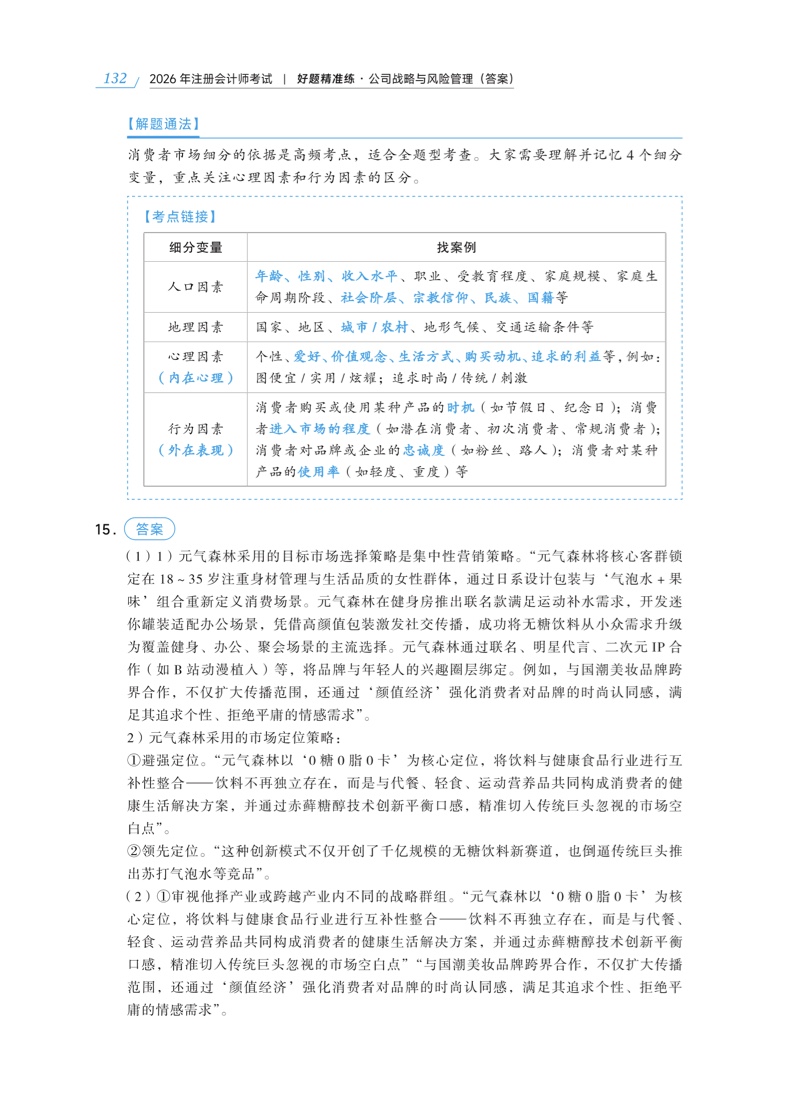 132 2026 年注册会计师考试 | 好题精准练 · 公司战略与风险管理（答案）
【解题通法】
消费者市场细分的依据是高频考点，适合全题型考查。大家需要理解并记忆 4 个细分
变量，重点关注心理因素和行为因素的区分。
【考点链接】
细分变量 找案例
人口因素
年龄、性别、收入水平、职业、受教育程度、家庭规模、家庭生
命周期阶段、社会阶层、宗教信仰、民族、国籍等
地理因素 国家、地区、城市 / 农村、地形气候、交通运输条件等
心理因素
（内在心理）
个性、爱好、价值观念、生活方式、购买动机、追求的利益等，例如：
图便宜 / 实用 / 炫耀；追求时尚 / 传统 / 刺激
行为因素
（外在表现）
消费者购买或使用某种产品的时机（如节假日、纪念日）；消费
者进入市场的程度（如潜在消费者、初次消费者、常规消费者）；
消费者对品牌或企业的忠诚度（如粉丝、路人）；消费者对某种
产品的使用率（如轻度、重度）等
15. 答案
（1）1）元气森林采用的目标市场选择策略是集中性营销策略。“元气森林将核心客群锁
定在 18 ~ 35 岁注重身材管理与生活品质的女性群体，通过日系设计包装与‘气泡水 + 果
味’组合重新定义消费场景。元气森林在健身房推出联名款满足运动补水需求，开发迷
你罐装适配办公场景，凭借高颜值包装激发社交传播，成功将无糖饮料从小众需求升级
为覆盖健身、办公、聚会场景的主流选择。元气森林通过联名、明星代言、二次元 IP 合
作（如 B 站动漫植入）等，将品牌与年轻人的兴趣圈层绑定。例如，与国潮美妆品牌跨
界合作，不仅扩大传播范围，还通过‘颜值经济’强化消费者对品牌的时尚认同感，满
足其追求个性、拒绝平庸的情感需求”。
2）元气森林采用的市场定位策略：
①避强定位。“元气森林以‘0 糖 0 脂 0 卡’为核心定位，将饮料与健康食品行业进行互
补性整合——饮料不再独立存在，而是与代餐、轻食、运动营养品共同构成消费者的健
康生活解决方案，并通过赤藓糖醇技术创新平衡口感，精准切入传统巨头忽视的市场空
白点”。
②领先定位。“这种创新模式不仅开创了千亿规模的无糖饮料新赛道，也倒逼传统巨头推
出苏打气泡水等竞品”。
（2）①审视他择产业或跨越产业内不同的战略群组。“元气森林以‘0 糖 0 脂 0 卡’为核
心定位，将饮料与健康食品行业进行互补性整合——饮料不再独立存在，而是与代餐、
轻食、运动营养品共同构成消费者的健康生活解决方案，并通过赤藓糖醇技术创新平衡
口感，精准切入传统巨头忽视的市场空白点”“与国潮美妆品牌跨界合作，不仅扩大传播
范围，还通过‘颜值经济’强化消费者对品牌的时尚认同感，满足其追求个性、拒绝平
庸的情感需求”。